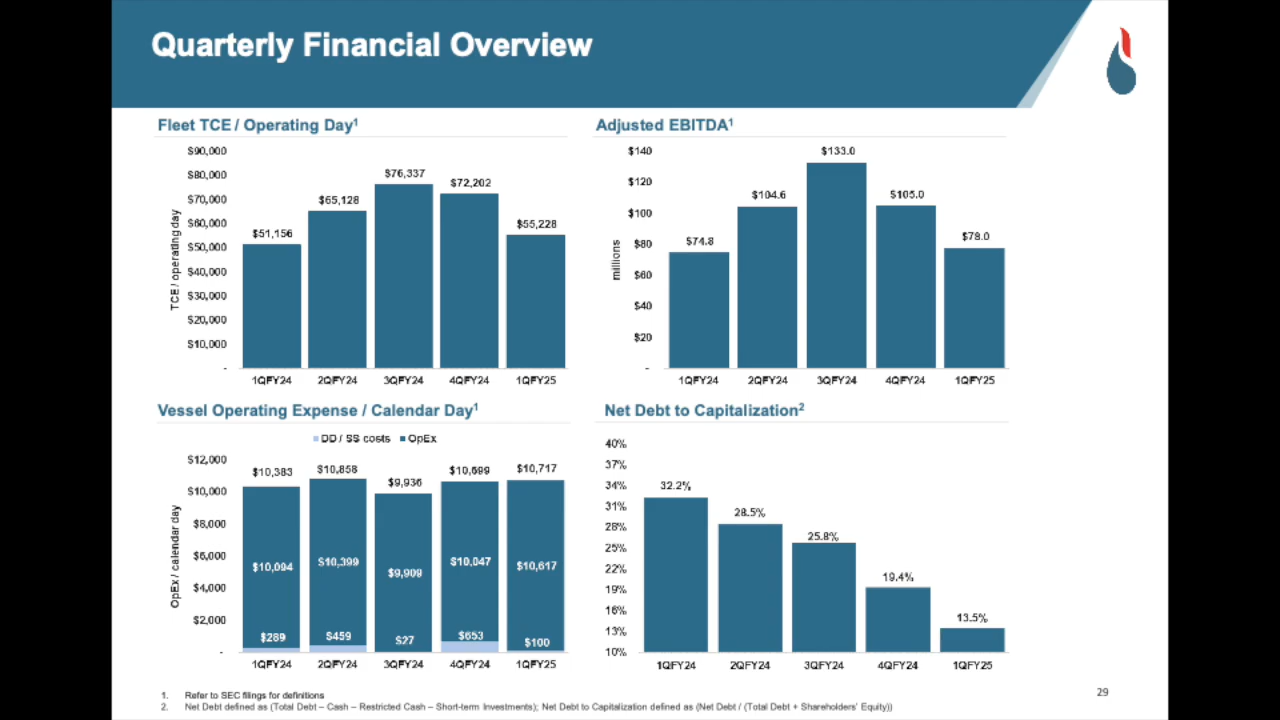 Quarterly Financial Overview
Fleet TCE / Operating Day1
$90,000
$80,000
$70,000
$60,000
$50,000
$40,000
$30,000
$20,000
$10,000
-
TCE / operating day
$51,156
$65,128
$76,337
$72,202
$55,228
1QFY24 2QFY24 3QFY24 4QFY24 1QFY25
Adjusted EBITDA1
$140
$120
$100
$80
$60
$40
$20
-
millions
$74.8
$104.6
$133.0
$105.0
$78.0
1QFY24 2QFY24 3QFY24 4QFY24 1QFY25
Vessel Operating Expense / Calendar Day1
DD / SS costs OpEx
$12,000
$10,000
$8,000
$6,000
$4,000
$2,000
-
OpEx / calendar day
$10,383 $10,858 $9,936 $10,699 $10,717
$10,094 $10,399 $9,909 $10,047 $10,617
$289 $459 $27 $653 $100
1QFY24 2QFY24 3QFY24 4QFY24 1QFY25
Net Debt to Capitalization2
40%
37%
34%
31%
28%
25%
22%
19%
16%
13%
10%
32.2%
28.5%
25.8%
19.4%
13.5%
1QFY24 2QFY24 3QFY24 4QFY24 1QFY25
1. Refer to SEC filings for definitions
2. Net Debt defined as (Total Debt – Cash – Restricted Cash – Short-term Investments); Net Debt to Capitalization defined as (Net Debt / (Total Debt + Shareholders' Equity))
29